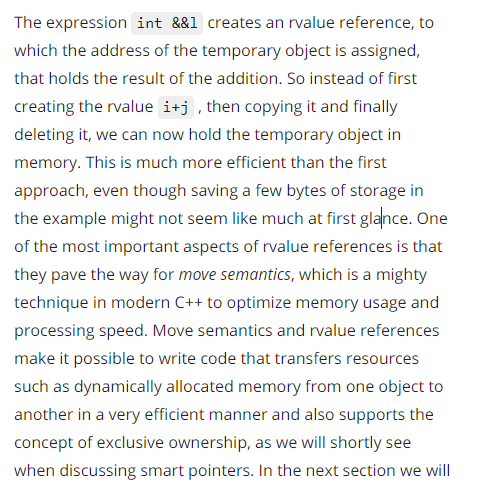 The expression int &&l creates an rvalue reference, to
which the address of the temporary object is assigned,
that holds the result of the addition. So instead of first
creating the rvalue i+j , then copying it and finally
deleting it, we can now hold the temporary object in
memory. This is much more efficient than the first
approach, even though saving a few bytes of storage in
the example might not seem like much at first glance. One
of the most important aspects of rvalue references is that
they pave the way for move semantics, which is a mighty
technique in modern C++ to optimize memory usage and
processing speed. Move semantics and rvalue references
make it possible to write code that transfers resources
such as dynamically allocated memory from one object to
another in a very efficient manner and also supports the
concept of exclusive ownership, as we will shortly see
when discussing smart pointers. In the next section we will